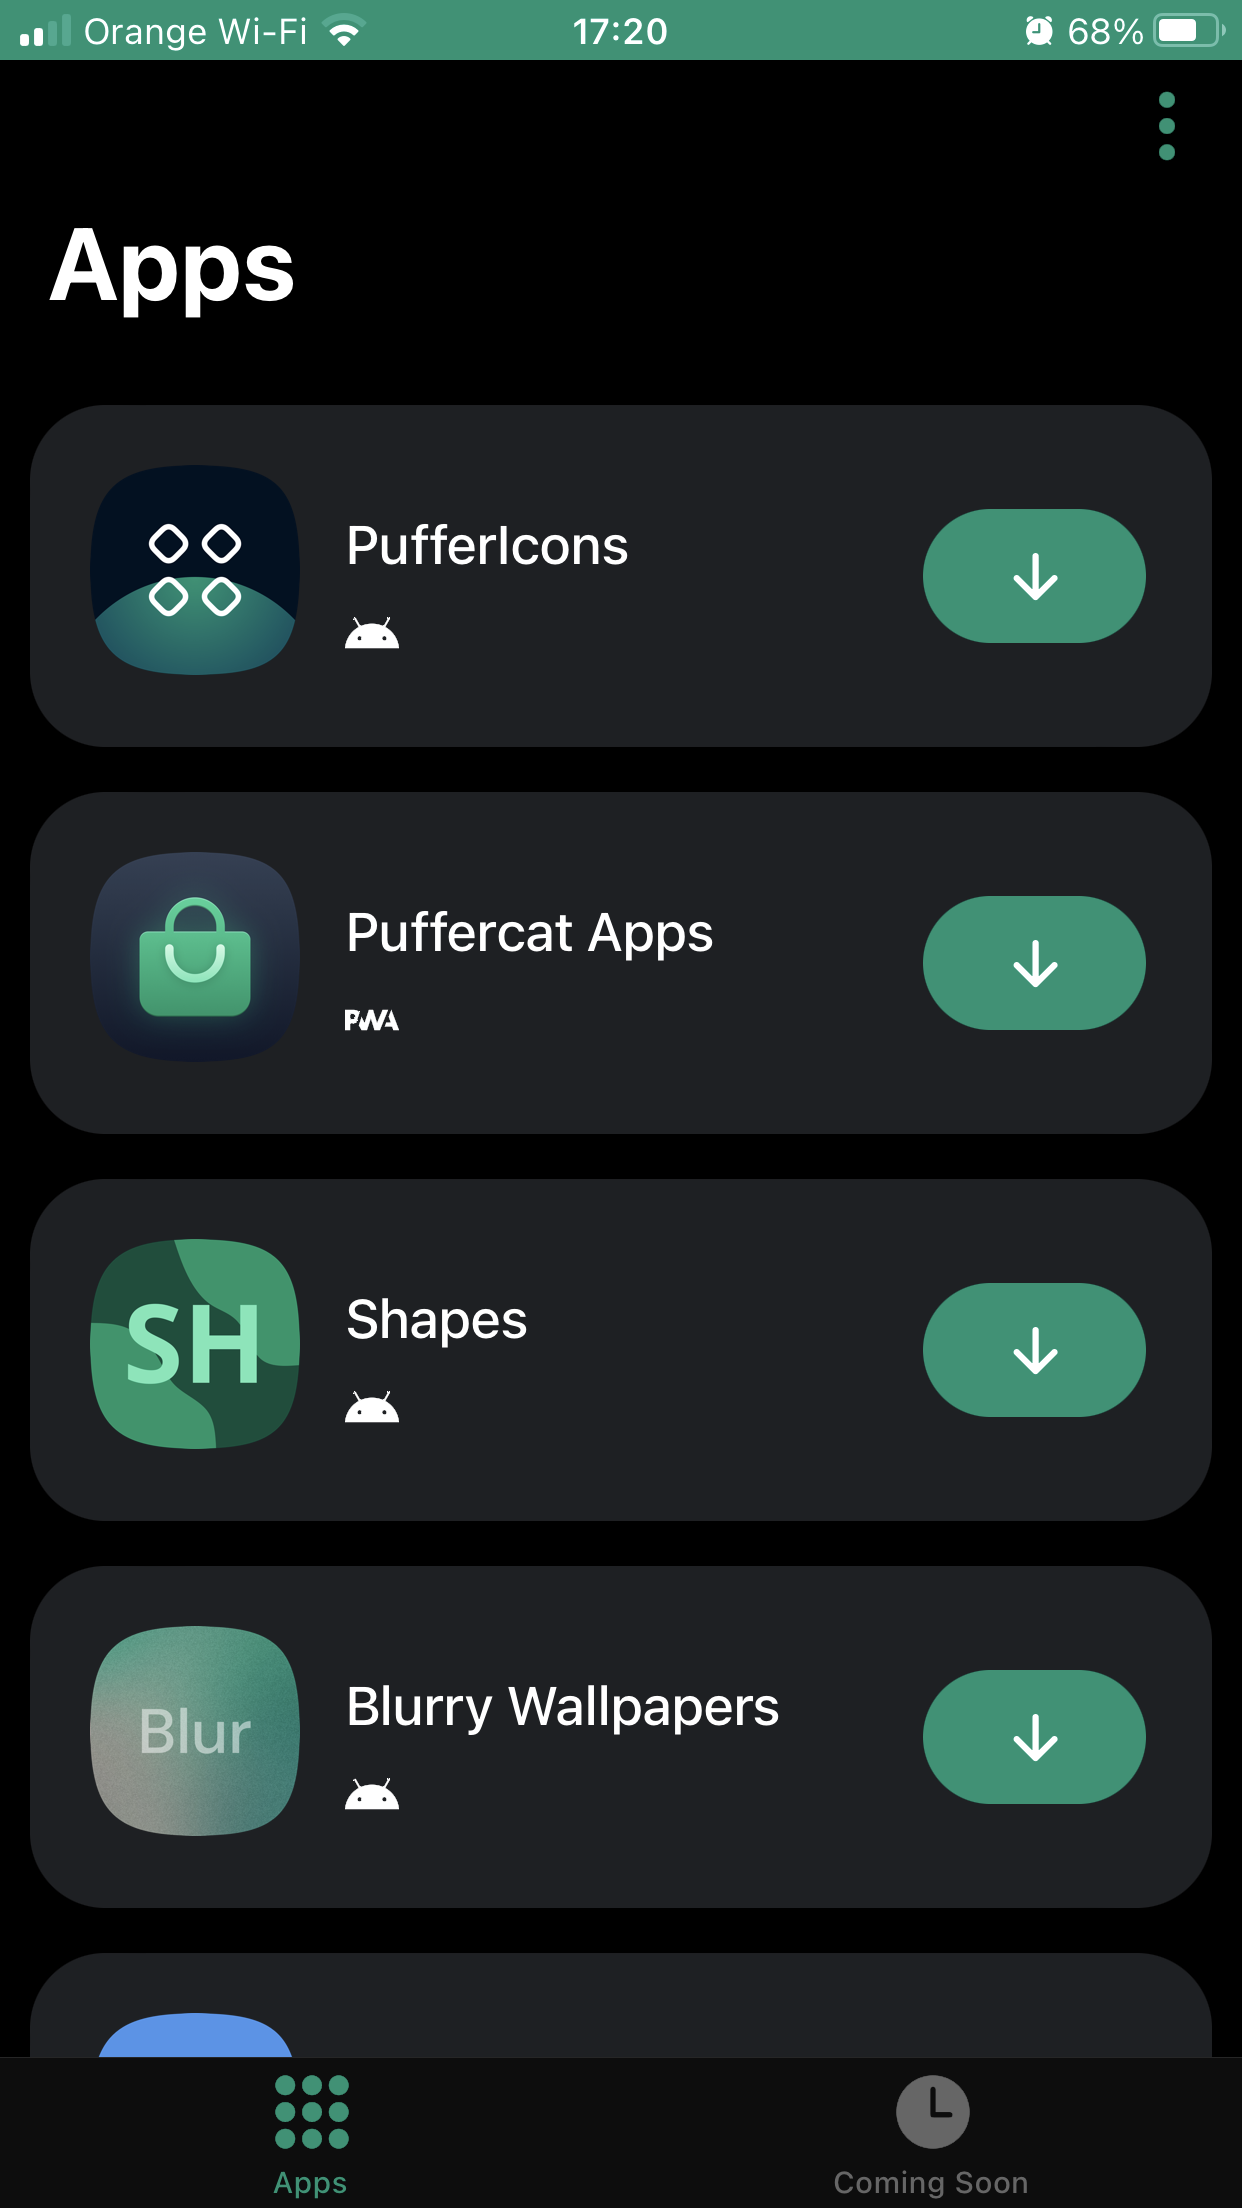 Orange Wi-Fi 17:20 68%
Apps
PufferIcons
Puffercat Apps
PWA
SH
Shapes
Blur
Blurry Wallpapers
Apps Coming Soon